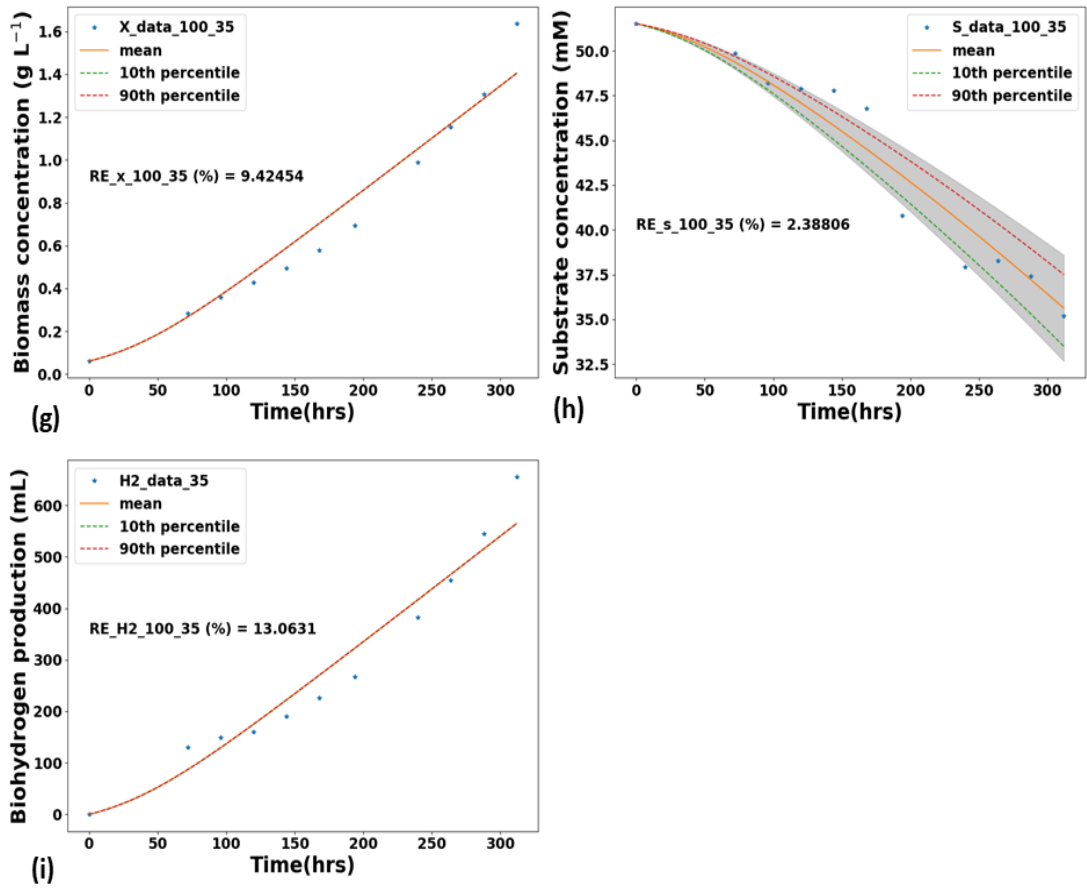 Biomass concentration (g L⁻¹)
1.6
1.4
1.2
1.0
0.8
0.6
0.4
0.2
0.0
X_data_100_35
mean
10th percentile
90th percentile
RE_x_100_35 (%) = 9.42454
0 50 100 150 200 250 300
Time(hrs)
(g)
Substrate concentration (mM)
50.0
47.5
45.0
42.5
40.0
37.5
35.0
32.5
S_data_100_35
mean
10th percentile
90th percentile
RE_s_100_35 (%) = 2.38806
0 50 100 150 200 250 300
Time(hrs)
(h)
Biohydrogen production (mL)
600
500
400
300
200
100
0
H2_data_35
mean
10th percentile
90th percentile
RE_H2_100_35 (%) = 13.0631
0 50 100 150 200 250 300
Time(hrs)
(i)